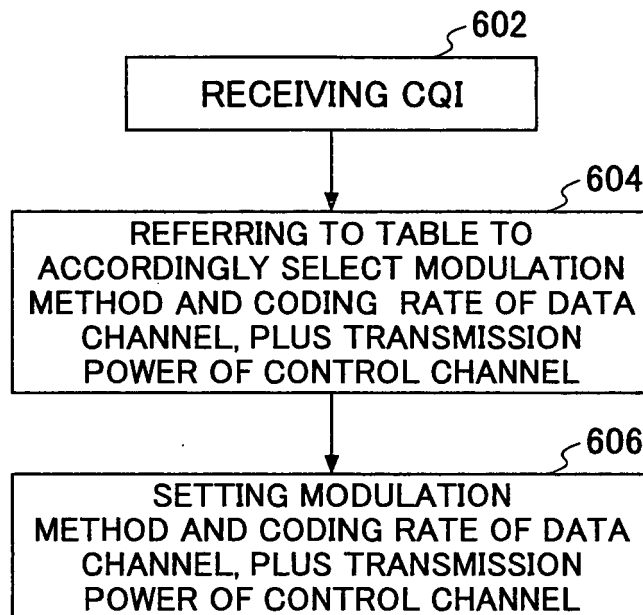 602
RECEIVING CQI
604
REFERRING TO TABLE TO
ACCORDINGLY SELECT MODULATION
METHOD AND CODING RATE OF DATA
CHANNEL, PLUS TRANSMISSION
POWER OF CONTROL CHANNEL
606
SETTING MODULATION
METHOD AND CODING RATE OF DATA
CHANNEL, PLUS TRANSMISSION
POWER OF CONTROL CHANNEL